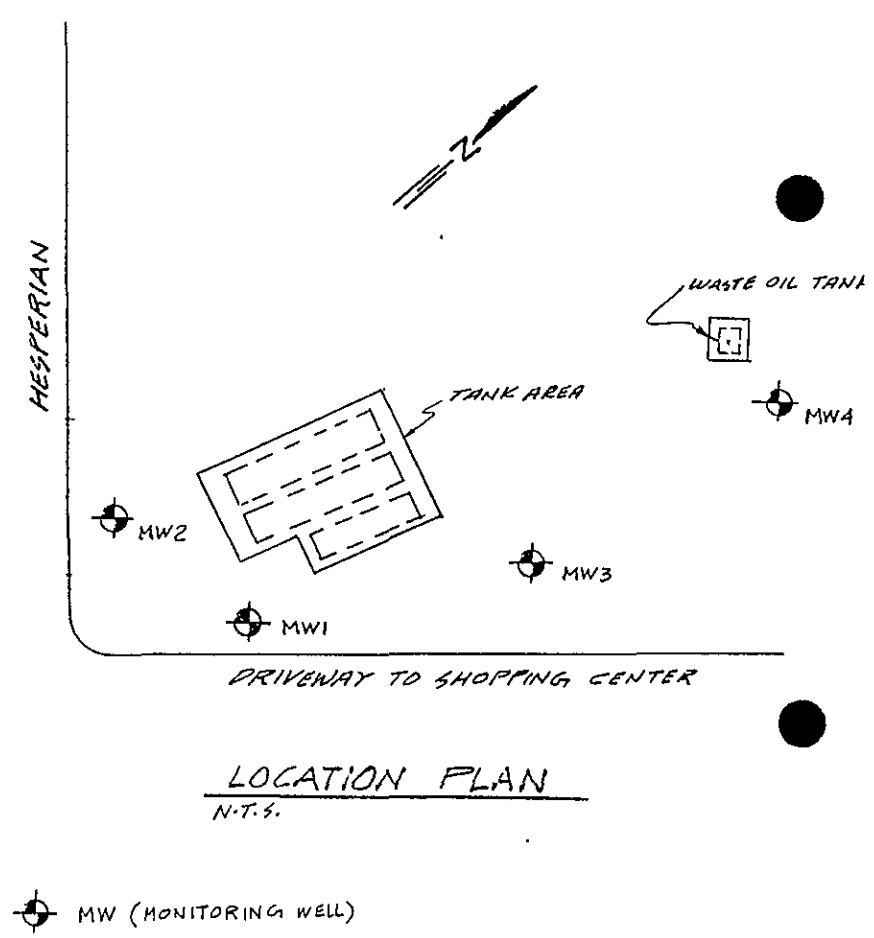 N
HESPERIAN
WASTE OIL TANK
TANK AREA
MW4
MW2
MW3
MW1
DRIVEWAY TO SHOPPING CENTER
LOCATION PLAN
N.T.S.
MW (MONITORING WELL)